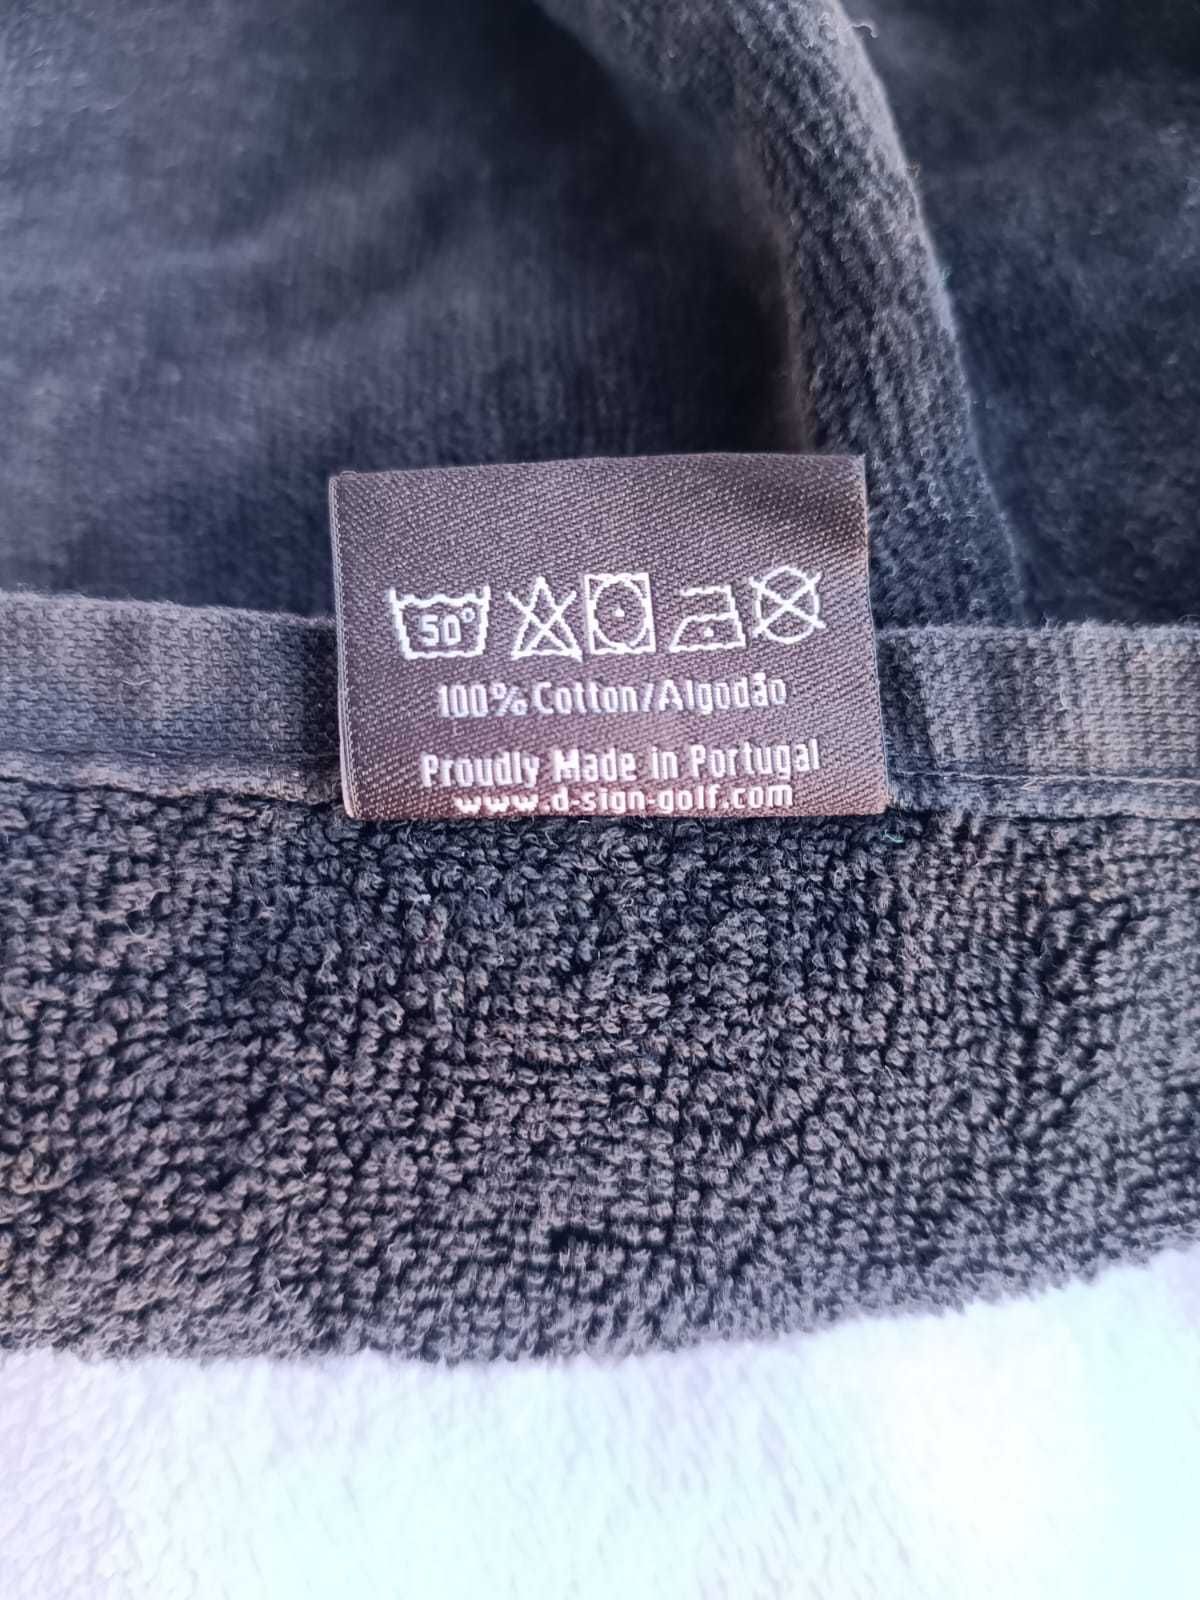 50°
100% Cotton/Algodão
Proudly Made in Portugal
www.d-sign-golf.com